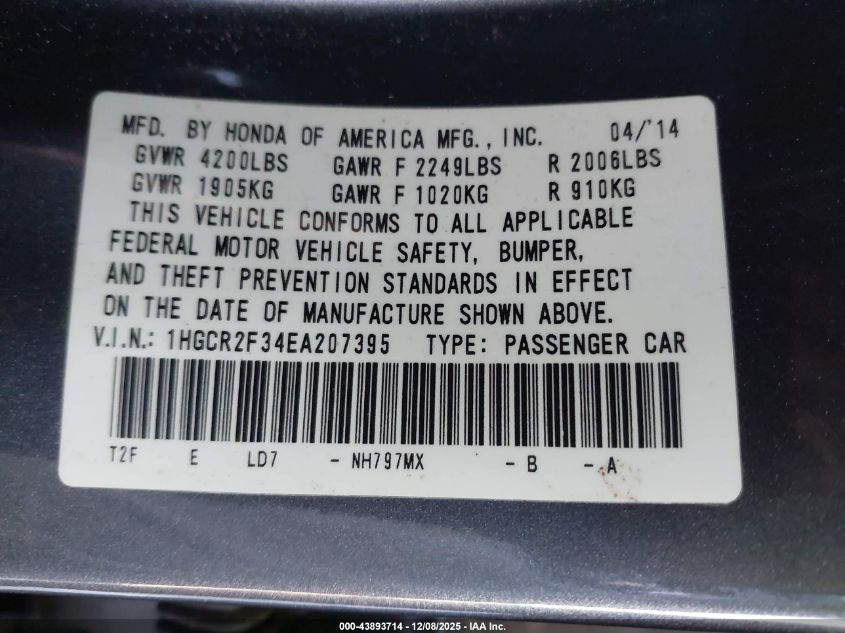 MFD. BY HONDA OF AMERICA MFG., INC. 04/'14
GVWR 4200LBS GAWR F 2249LBS R 2006LBS
GVWR 1905KG GAWR F 1020KG R 910KG
THIS VEHICLE CONFORMS TO ALL APPLICABLE
FEDERAL MOTOR VEHICLE SAFETY, BUMPER,
AND THEFT PREVENTION STANDARDS IN EFFECT
ON THE DATE OF MANUFACTURE SHOWN ABOVE.
V.I.N.: 1HGCR2F34EA207395 TYPE: PASSENGER CAR
T2F E LD7 - NH797MX - B - A
000-43893714 - 12/08/2025 - IAA Inc.